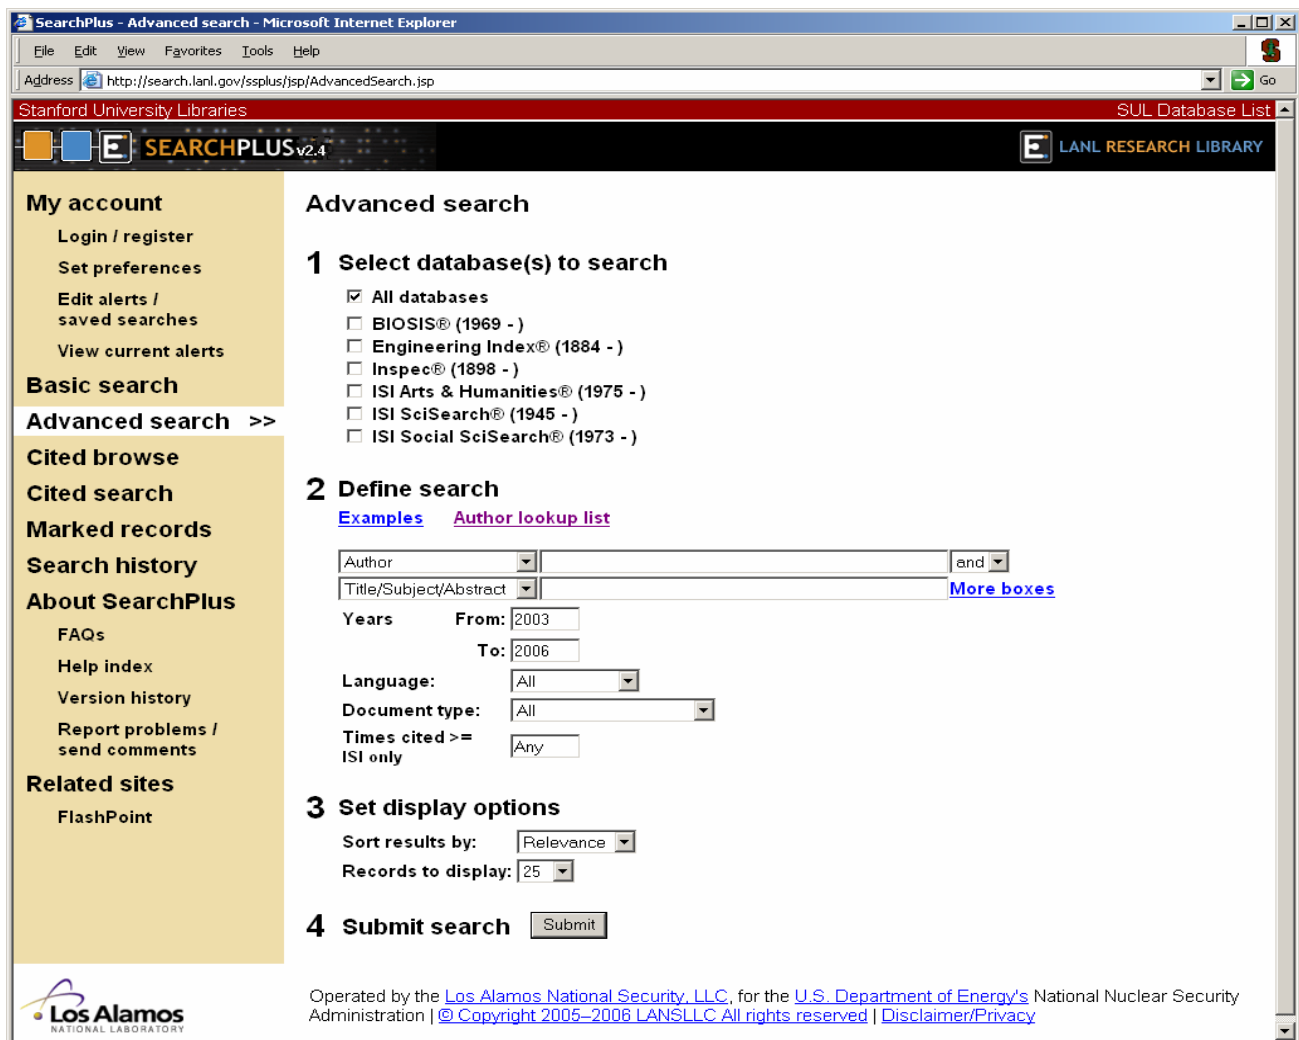 SearchPlus - Advanced search - Microsoft Internet Explorer
File Edit View Favorites Tools Help
Address http://search.lanl.gov/ssplus/jsp/AdvancedSearch.jsp Go
Stanford University Libraries SUL Database List
E SEARCHPLUS v2.4 E LANL RESEARCH LIBRARY
My account
Login / register
Set preferences
Edit alerts /
saved searches
View current alerts
Basic search
Advanced search >>
Cited browse
Cited search
Marked records
Search history
About SearchPlus
FAQs
Help index
Version history
Report problems /
send comments
Related sites
FlashPoint
Advanced search
1 Select database(s) to search
All databases
BIOSIS® (1969 - )
Engineering Index® (1884 - )
Inspec® (1898 - )
ISI Arts & Humanities® (1975 - )
ISI SciSearch® (1945 - )
ISI Social SciSearch® (1973 - )
2 Define search
Examples Author lookup list
Author and
Title/Subject/Abstract More boxes
Years From: 2003
To: 2006
Language: All
Document type: All
Times cited >=
ISI only Any
3 Set display options
Sort results by: Relevance
Records to display: 25
4 Submit search Submit
Los Alamos
NATIONAL LABORATORY
Operated by the Los Alamos National Security, LLC, for the U.S. Department of Energy's National Nuclear Security
Administration | © Copyright 2005–2006 LANSLLC All rights reserved | Disclaimer/Privacy